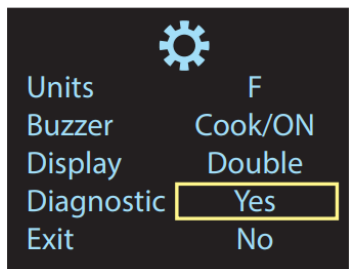 Units F
Buzzer Cook/ON
Display Double
Diagnostic Yes
Exit No